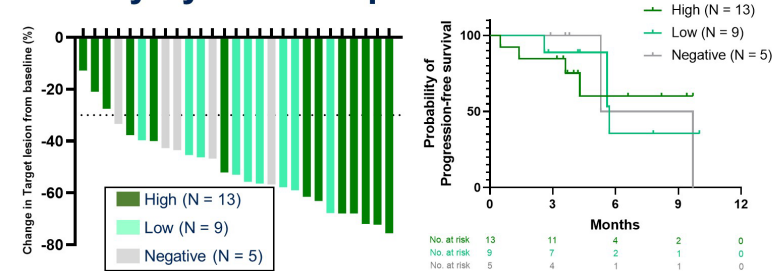 Change in Target lesion from baseline (%)
0
-20
-40
-60
-80
High (N = 13)
Low (N = 9)
Negative (N = 5)
High (N = 13)
Low (N = 9)
Negative (N = 5)
Probability of
Progression-free survival
100
50
0
0 3 6 9 12
Months
No. at risk 13 11 4 2 0
No. at risk 9 7 2 1 0
No. at risk 5 4 1 1 0